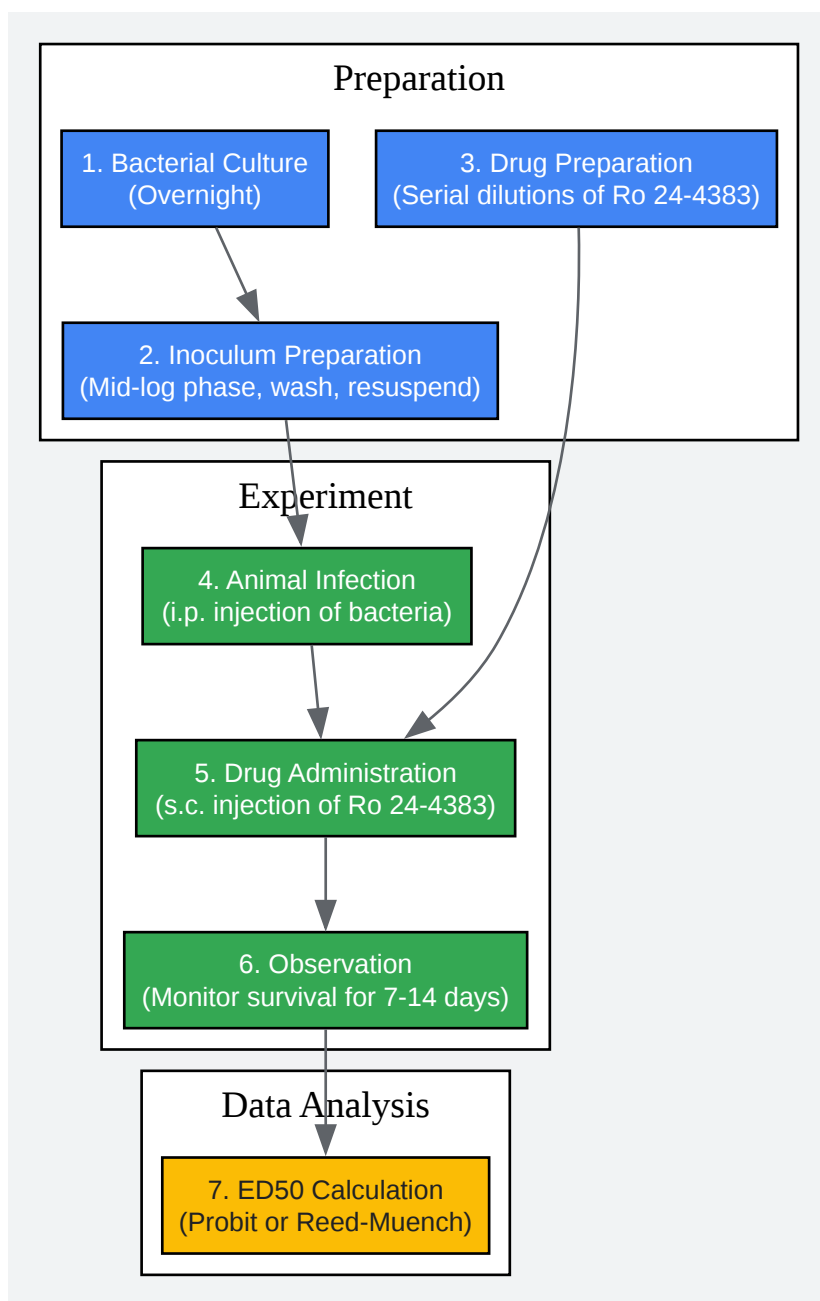 Preparation
1. Bacterial Culture
(Overnight)
3. Drug Preparation
(Serial dilutions of Ro 24-4383)
2. Inoculum Preparation
(Mid-log phase, wash, resuspend)
Experiment
4. Animal Infection
(i.p. injection of bacteria)
5. Drug Administration
(s.c. injection of Ro 24-4383)
6. Observation
(Monitor survival for 7-14 days)
Data Analysis
7. ED50 Calculation
(Probit or Reed-Muench)